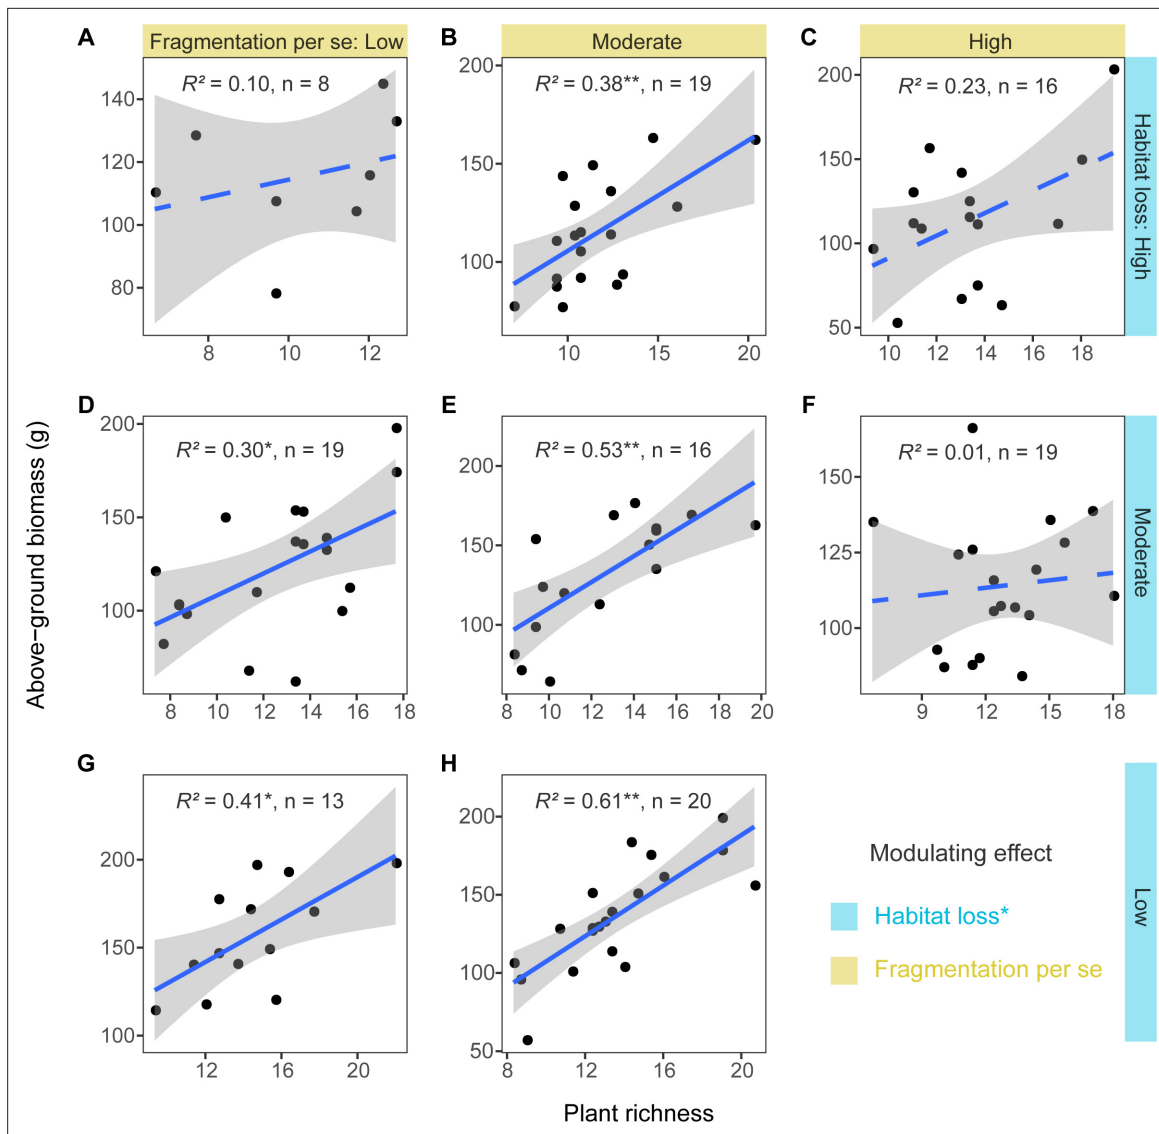 A
Fragmentation per se: Low
B
Moderate
C
High
R² = 0.10, n = 8
140
120
100
80
8
10
12
R² = 0.38**, n = 19
200
100
10
15
20
R² = 0.23, n = 16
200
150
100
50
10
12
14
16
18
Habitat loss: High
Above−ground biomass (g)
D
R² = 0.30*, n = 19
200
150
100
8
10
12
14
16
18
E
R² = 0.53**, n = 16
200
100
8
10
12
14
16
18
20
F
R² = 0.01, n = 19
150
125
100
9
12
15
18
Moderate
G
R² = 0.41*, n = 13
200
150
100
12
16
20
H
R² = 0.61**, n = 20
200
150
100
50
8
12
16
20
Modulating effect
Habitat loss*
Fragmentation per se
Low
Plant richness